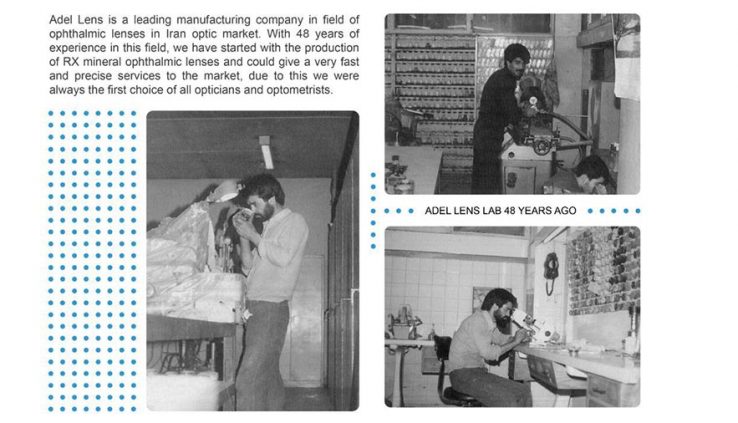 Adel Lens is a leading manufacturing company in field of
ophthalmic lenses in Iran optic market. With 48 years of
experience in this field, we have started with the production
of RX mineral ophthalmic lenses and could give a very fast
and precise services to the market, due to this we were
always the first choice of all opticians and optometrists.
ADEL LENS LAB 48 YEARS AGO